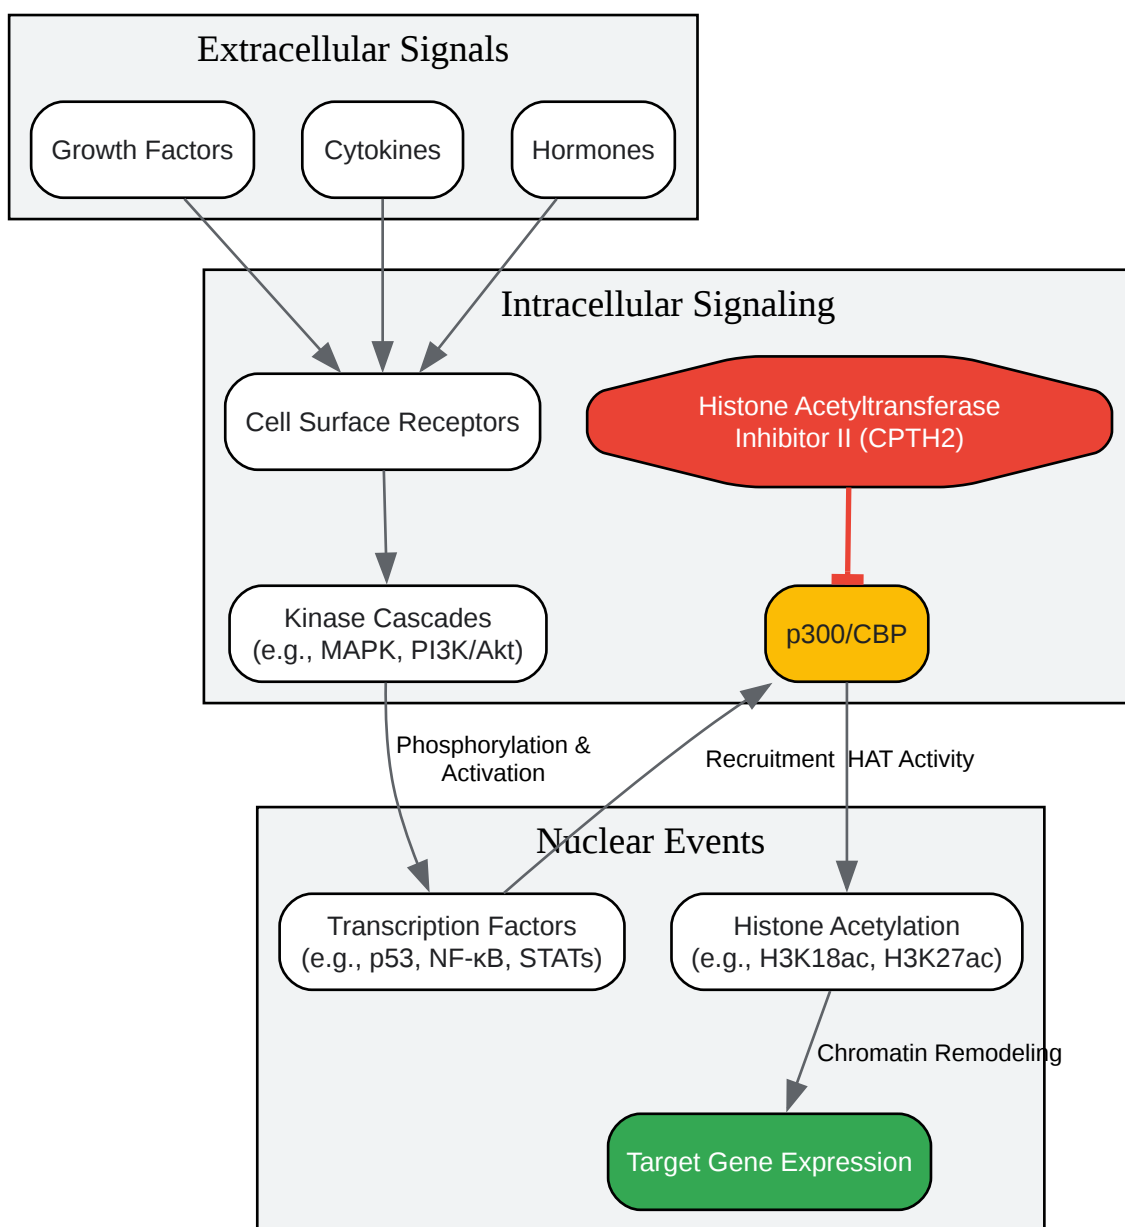 Extracellular Signals
Growth Factors
Cytokines
Hormones
Intracellular Signaling
Cell Surface Receptors
Histone Acetyltransferase
Inhibitor II (CPTH2)
Kinase Cascades
(e.g., MAPK, PI3K/Akt)
p300/CBP
Phosphorylation &
Activation
Recruitment
HAT Activity
Nuclear Events
Transcription Factors
(e.g., p53, NF-κB, STATs)
Histone Acetylation
(e.g., H3K18ac, H3K27ac)
Chromatin Remodeling
Target Gene Expression